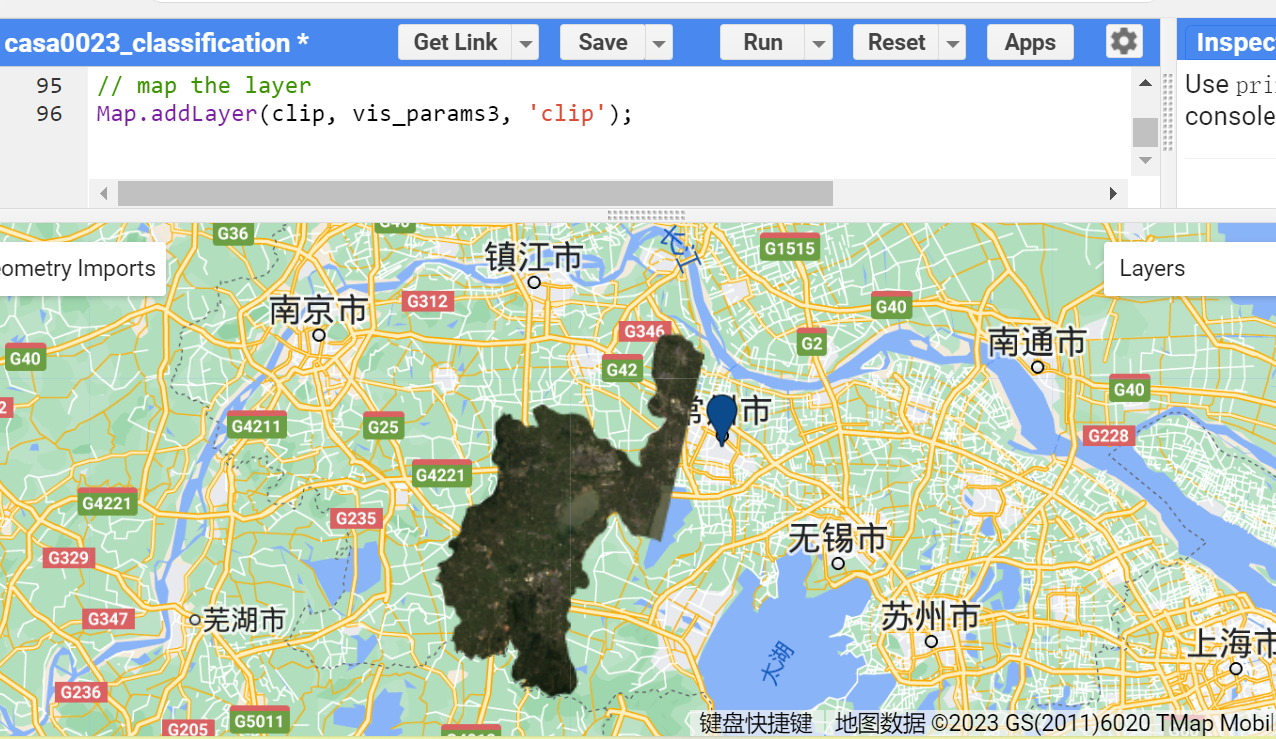 casa0023_classification *
Get Link
Save
Run
Reset
Apps
Inspec
95 // map the layer
96 Map.addLayer(clip, vis_params3, 'clip');
Use pri
console
eometry Imports
Layers
G36
G40
长江
G1515
镇江市
南京市
G312
G40
G346
G2
南通市
G40
G42
G40
2
常州市
G4211
G25
G228
G4221
G4221
G235
无锡市
G329
G347
芜湖市
苏州市
上海市
太湖
G236
G205
G5011
键盘快捷键
地图数据 ©2023 GS(2011)6020 TMap Mobil